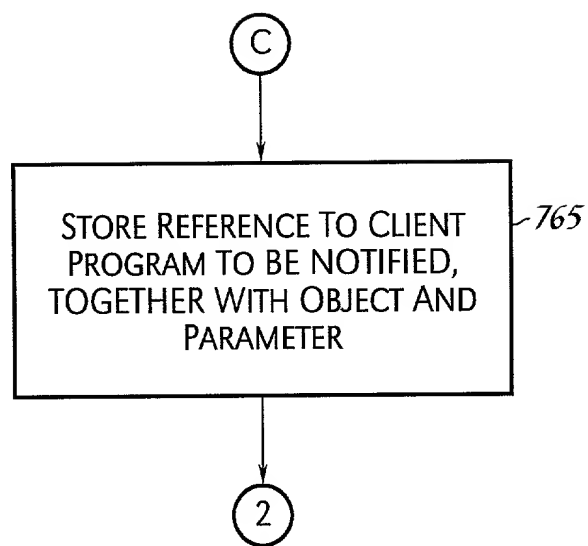 C
STORE REFERENCE TO CLIENT
PROGRAM TO BE NOTIFIED,
TOGETHER WITH OBJECT AND
PARAMETER
765
2